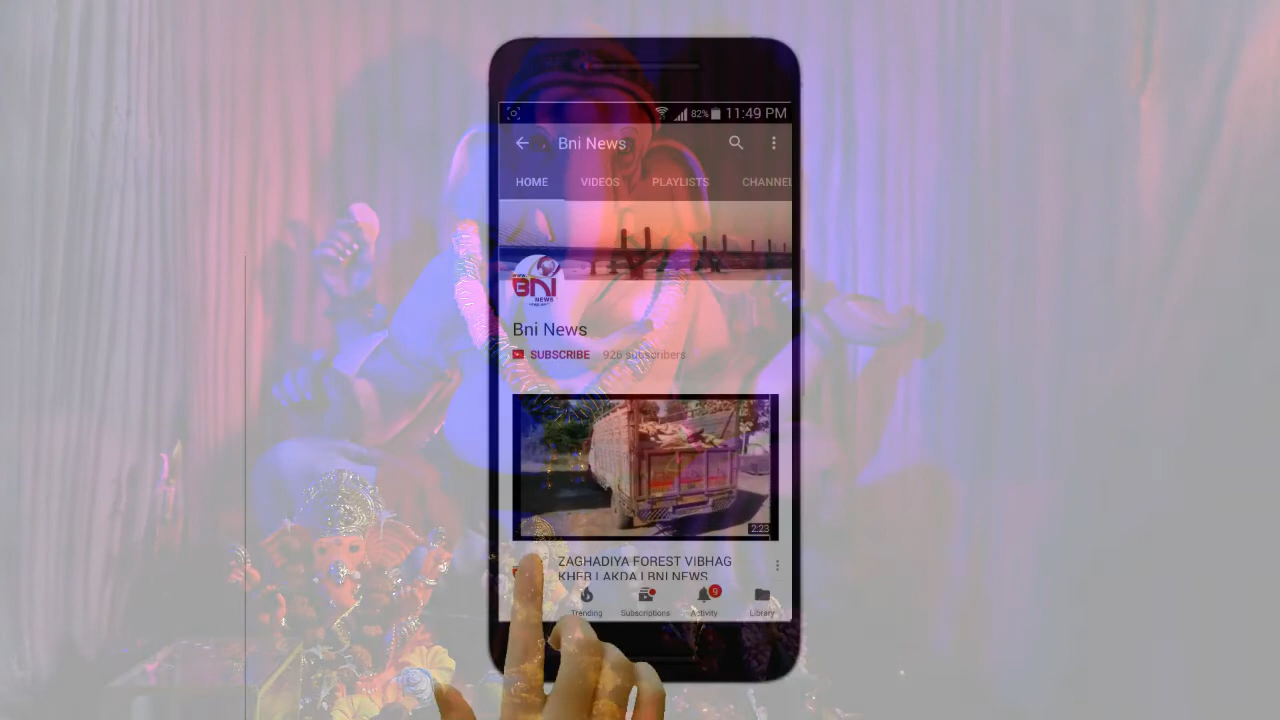 82% 11:49 PM
Bni News
HOME VIDEOS PLAYLISTS CHANNEL
BNI
NEWS
Bni News
SUBSCRIBE 926 subscribers
2:23
ZAGHADIYA FOREST VIBHAG
KHER LAKDA | BNI NEWS
9
Trending Subscriptions Activity Library